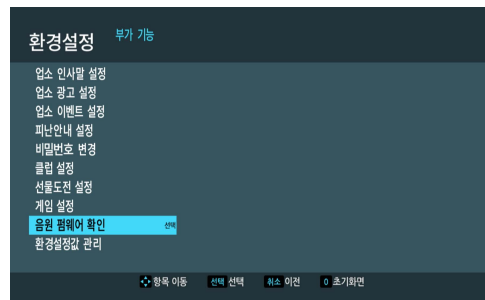 환경설정 부가 기능
업소 인사말 설정
업소 광고 설정
업소 이벤트 설정
피난안내 설정
비밀번호 변경
클럽 설정
선물도전 설정
게임 설정
음원 펌웨어 확인 선택
환경설정값 관리
항목 이동 선택 선택 취소 이전 0 초기화면